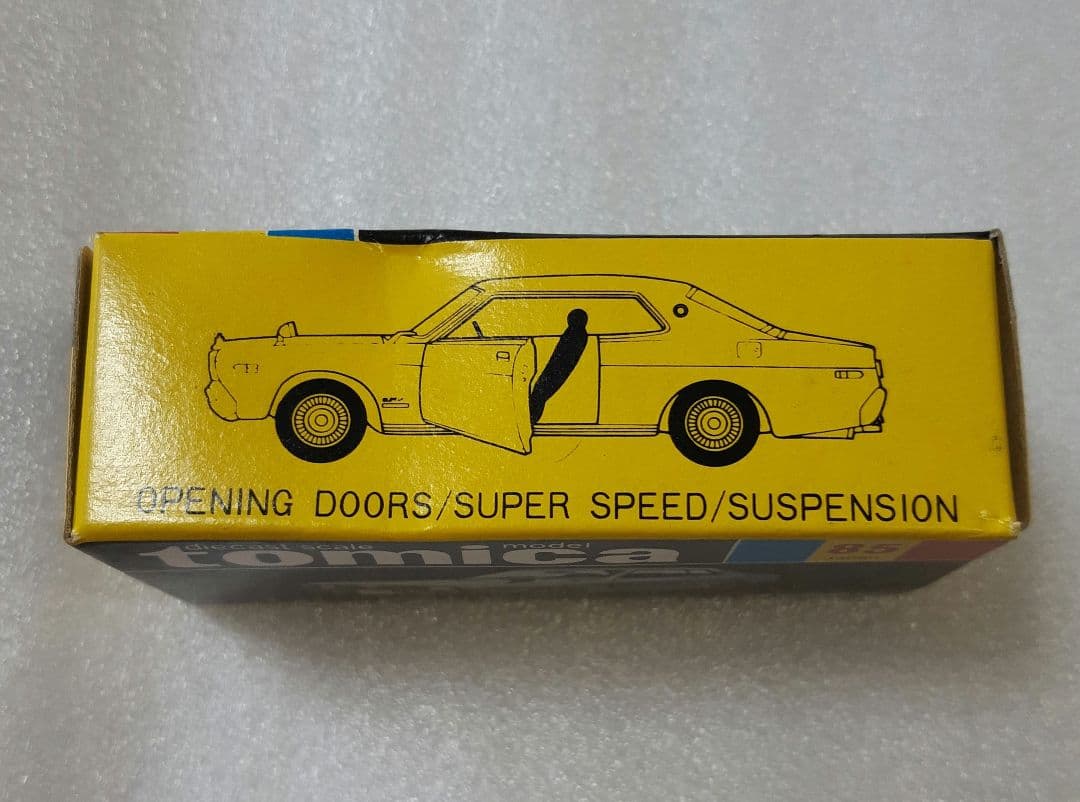 OPENING DOORS/SUPER SPEED/SUSPENSION
diecast scale model
tomica
85